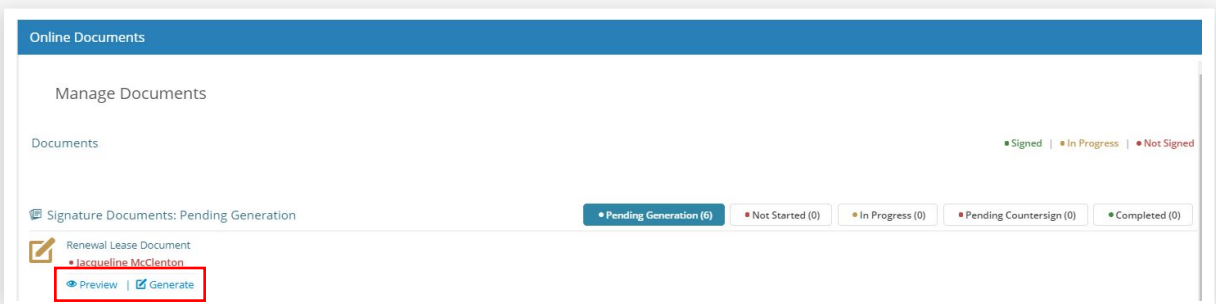 Online Documents
Manage Documents
Documents
Signed | In Progress | Not Signed
Signature Documents: Pending Generation
Pending Generation (6) Not Started (0) In Progress (0) Pending Countersign (0) Completed (0)
Renewal Lease Document
Jacqueline McClenton
Preview | Generate